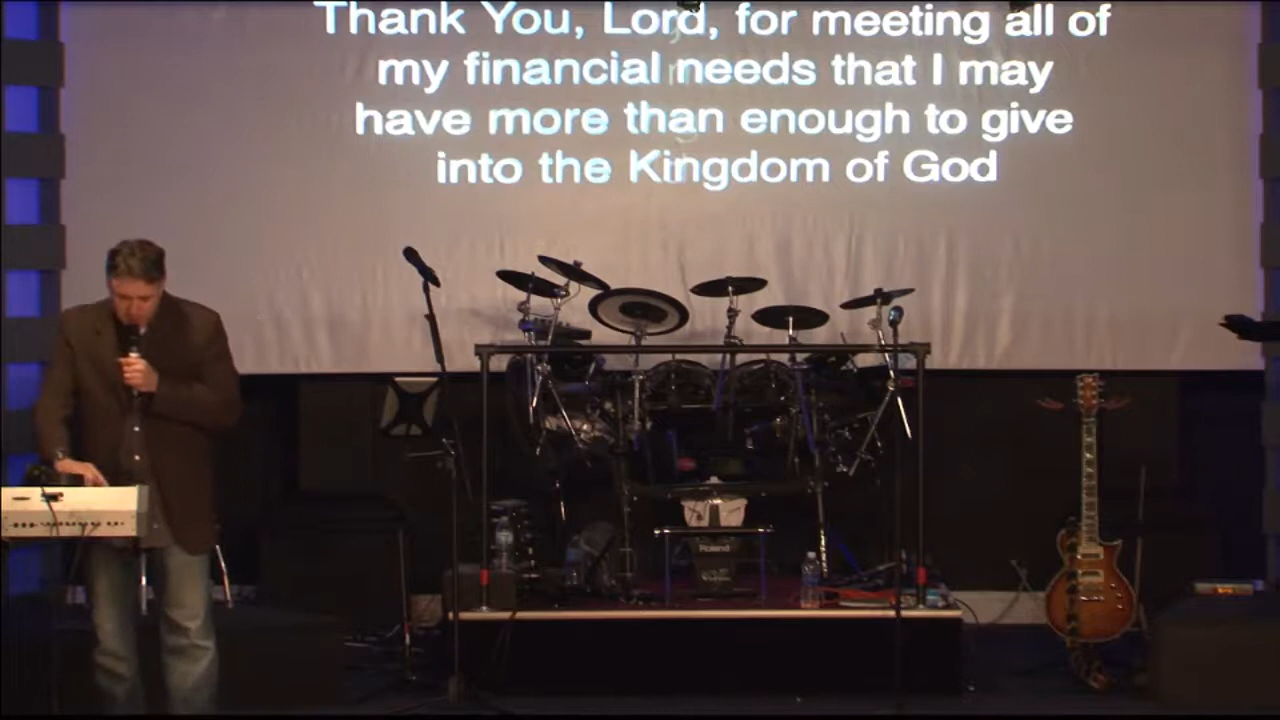 Thank You, Lord, for meeting all of
my financial needs that I may
have more than enough to give
into the Kingdom of God
Roland